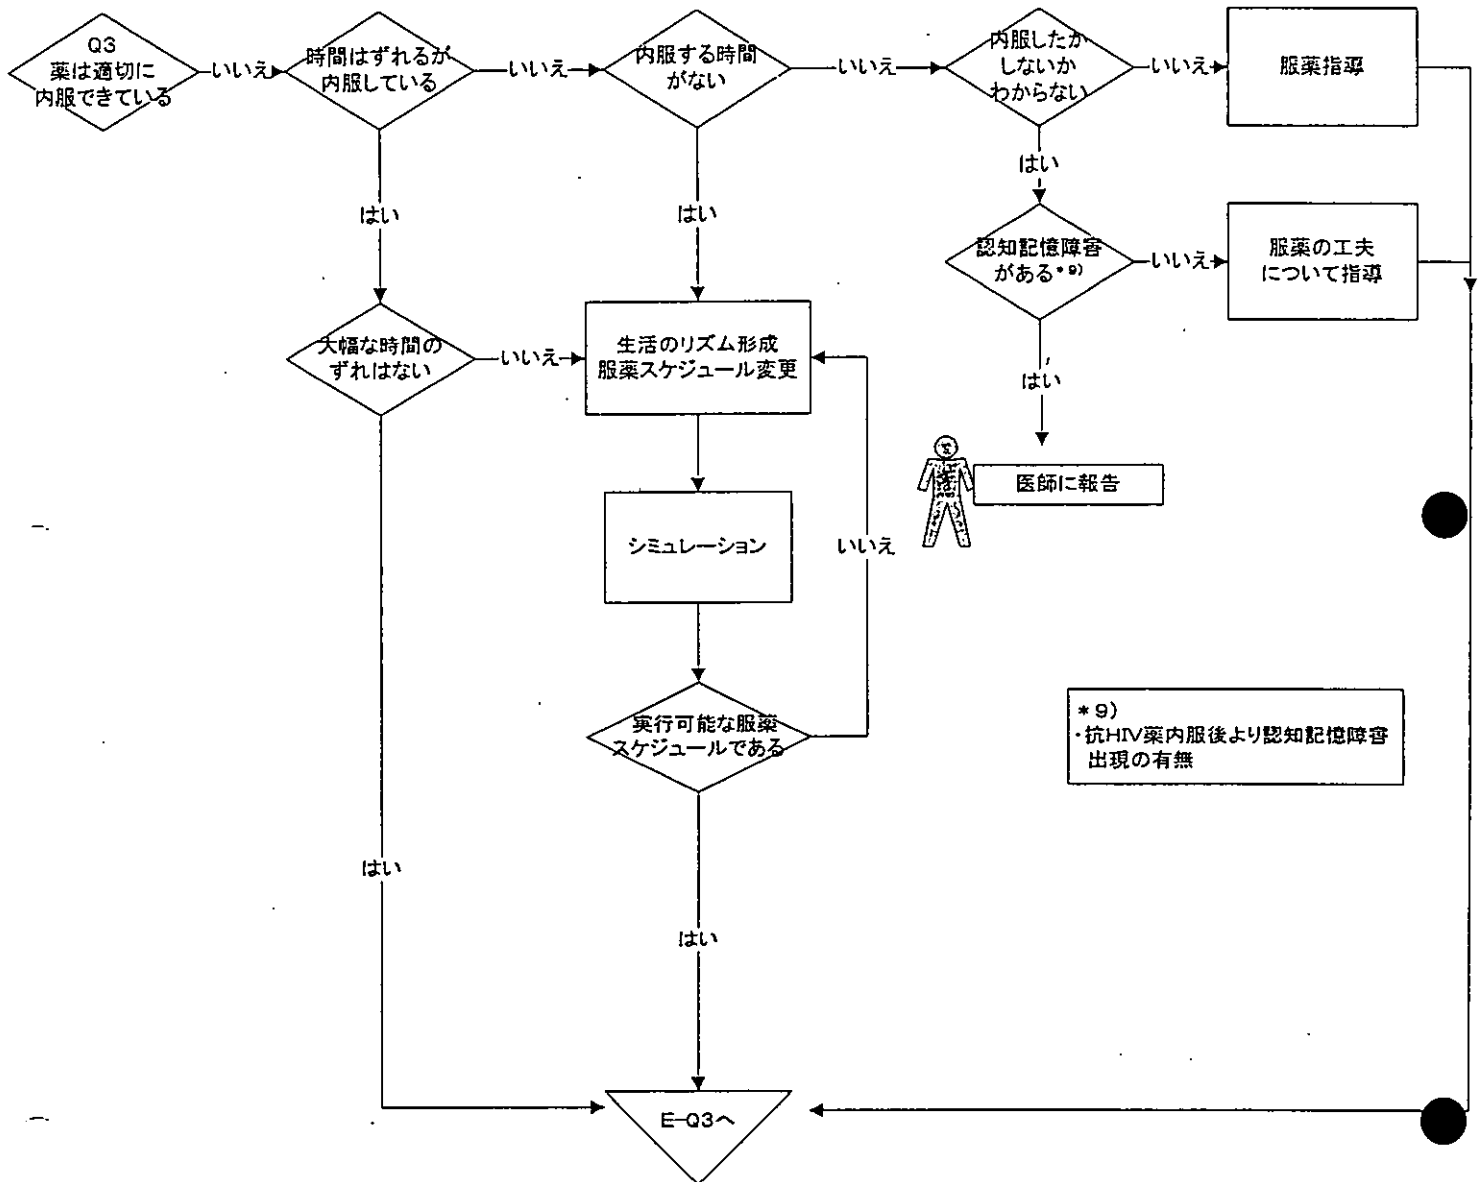 Q3
薬は適切に
内服できている
いいえ
時間はずれるが
内服している
いいえ
内服する時間
がない
いいえ
内服したか
しないか
わからない
いいえ
服薬指導
はい
はい
はい
認知記憶障害
がある*9)
いいえ
服薬の工夫
について指導
大幅な時間の
ずれはない
いいえ
生活のリズム形成
服薬スケジュール変更
はい
医師に報告
シミュレーション
いいえ
実行可能な服薬
スケジュールである
*9)
・抗HIV薬内服後より認知記憶障害
出現の有無
はい
はい
E-Q3へ